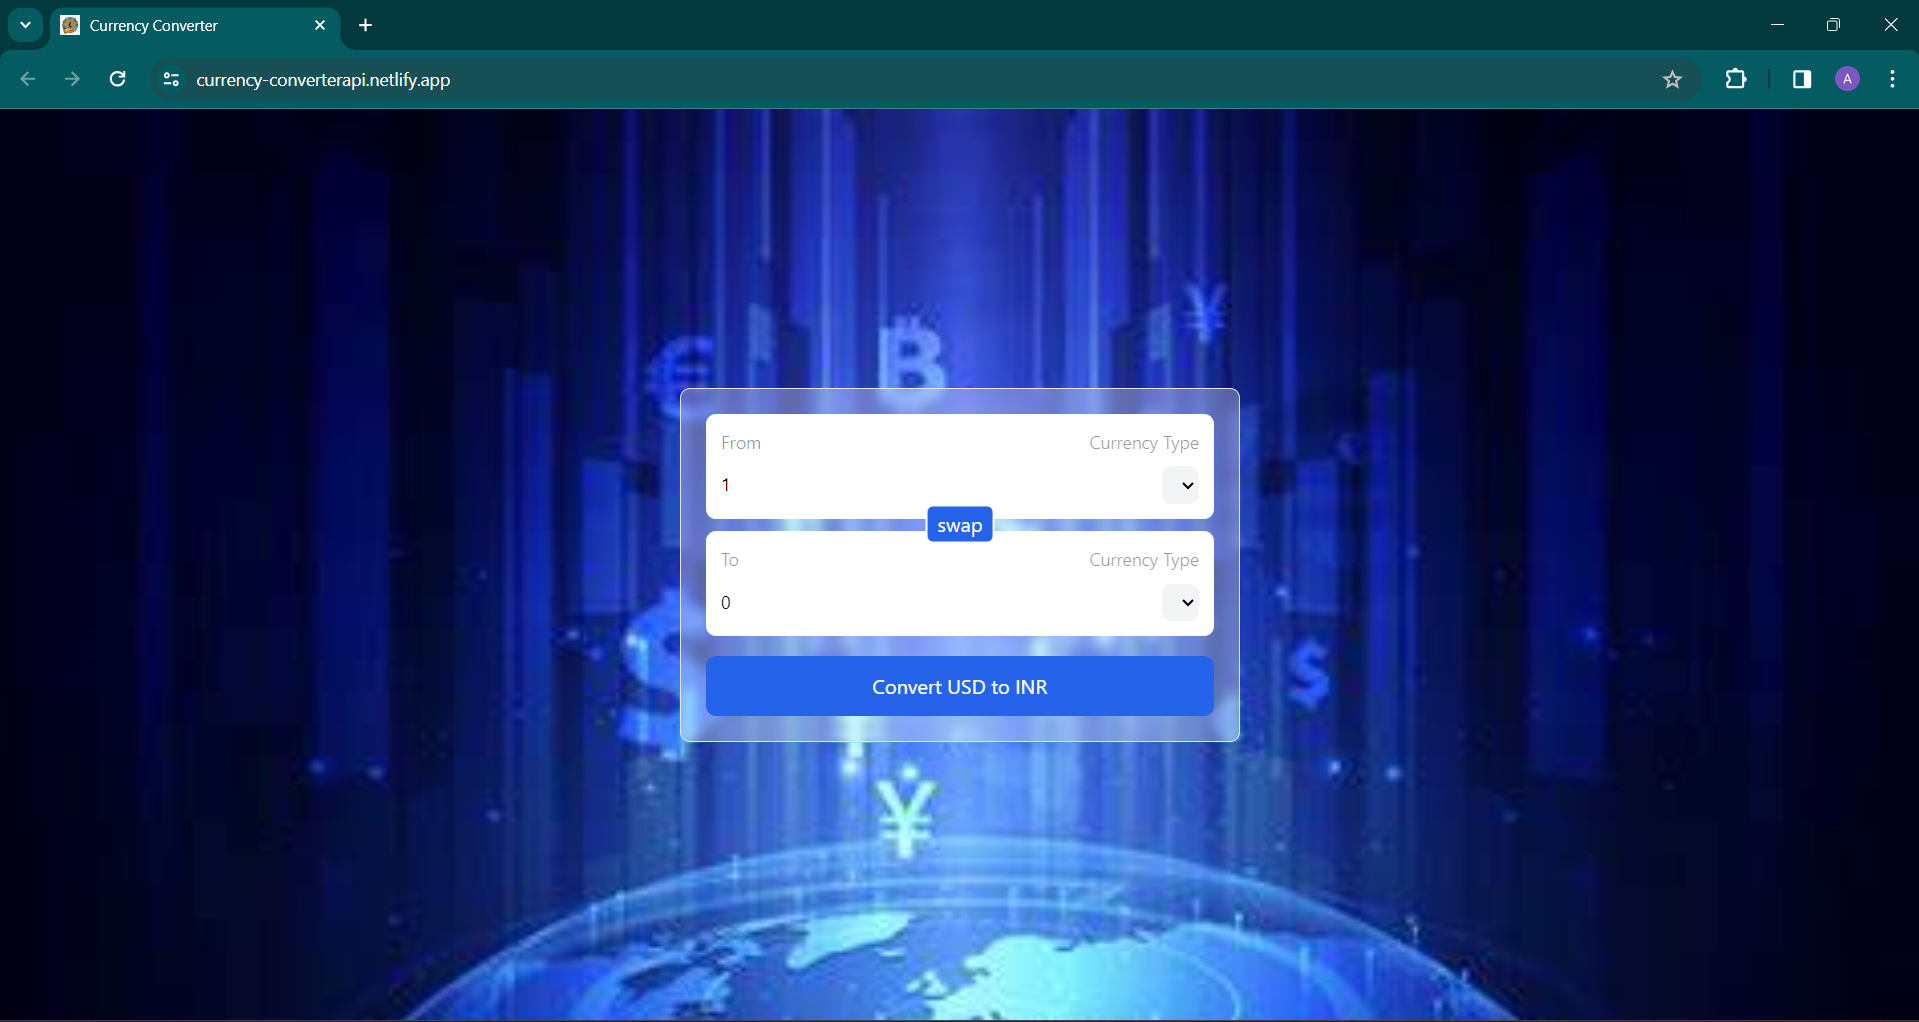 Currency Converter
currency-converterapi.netlify.app
A
From
Currency Type
1
swap
To
Currency Type
0
Convert USD to INR